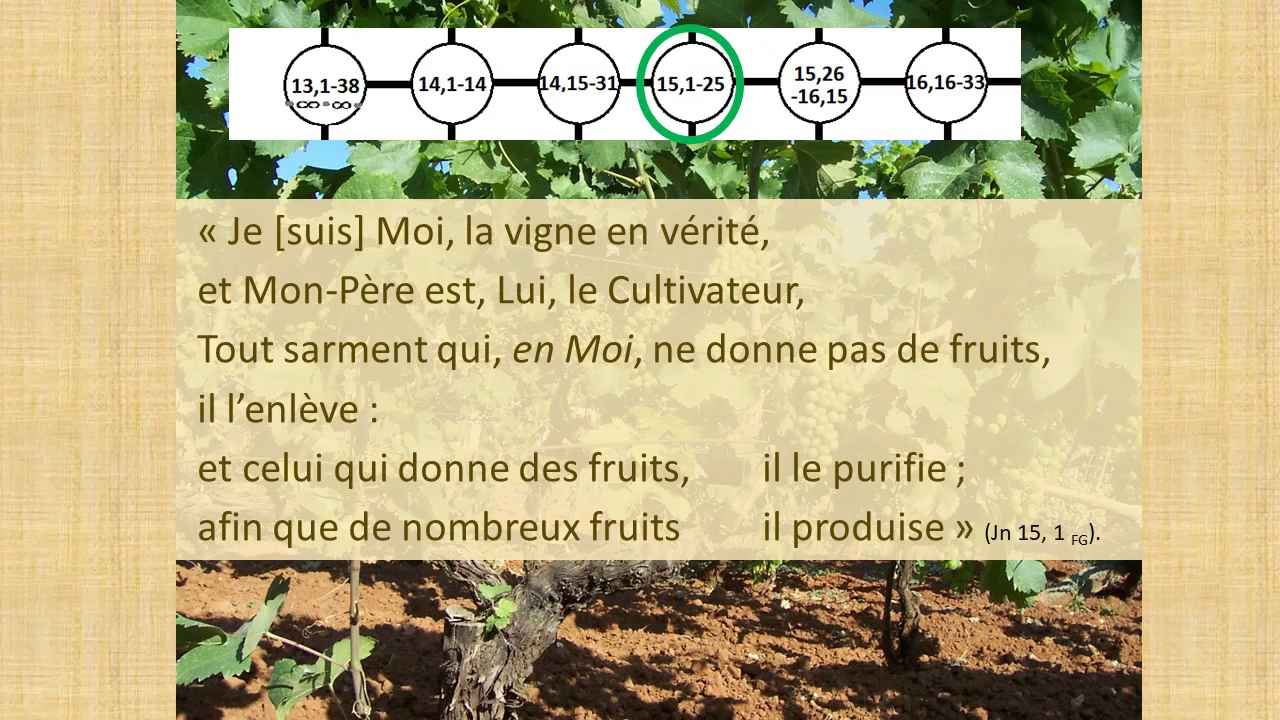 13,1-38 14,1-14 14,15-31 15,1-25 15,26 16,16-33
-16,15
« Je [suis] Moi, la vigne en vérité,
et Mon-Père est, Lui, le Cultivateur,
Tout sarment qui, en Moi, ne donne pas de fruits,
il l’enlève :
et celui qui donne des fruits, il le purifie ;
afin que de nombreux fruits il produise » (Jn 15, 1 FG).